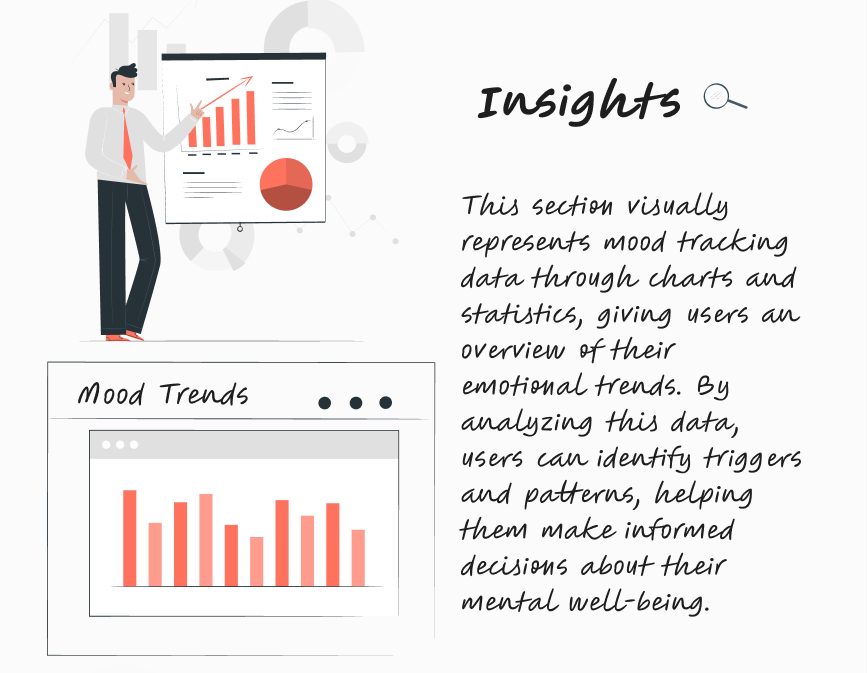 Insights
This section visually
represents mood tracking
data through charts and
statistics, giving users an
overview of their
emotional trends. By
analyzing this data,
users can identify triggers
and patterns, helping
them make informed
decisions about their
mental well-being.
Mood Trends